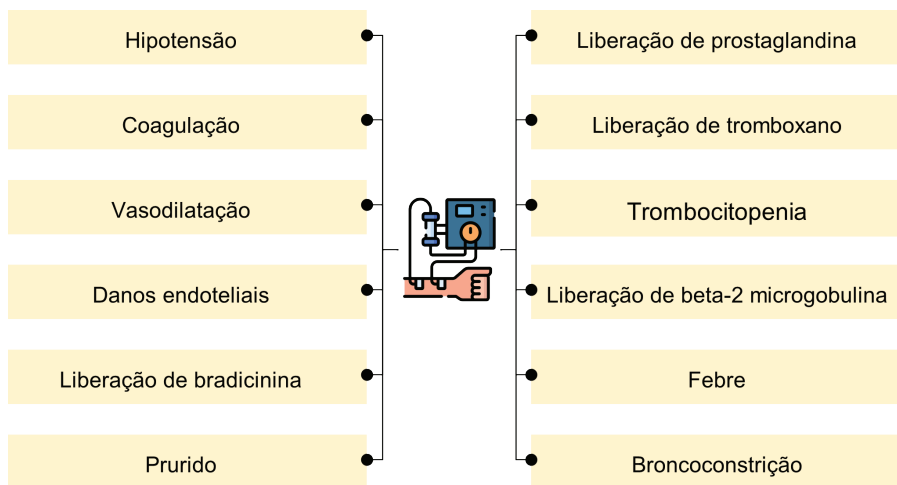 Hipotensão
Coagulação
Vasodilatação
Danos endoteliais
Liberação de bradicinina
Prurido
Liberação de prostaglandina
Liberação de tromboxano
Trombocitopenia
Liberação de beta-2 microgobulina
Febre
Broncoconstrição